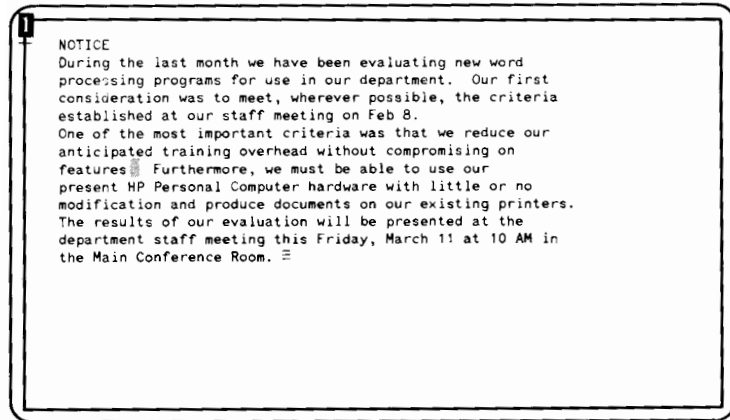 1
NOTICE
During the last month we have been evaluating new word
processing programs for use in our department.  Our first
consideration was to meet, wherever possible, the criteria
established at our staff meeting on Feb 8.
One of the most important criteria was that we reduce our
anticipated training overhead without compromising on
features  Furthermore, we must be able to use our
present HP Personal Computer hardware with little or no
modification and produce documents on our existing printers.
The results of our evaluation will be presented at the
department staff meeting this Friday, March 11 at 10 AM in
the Main Conference Room.